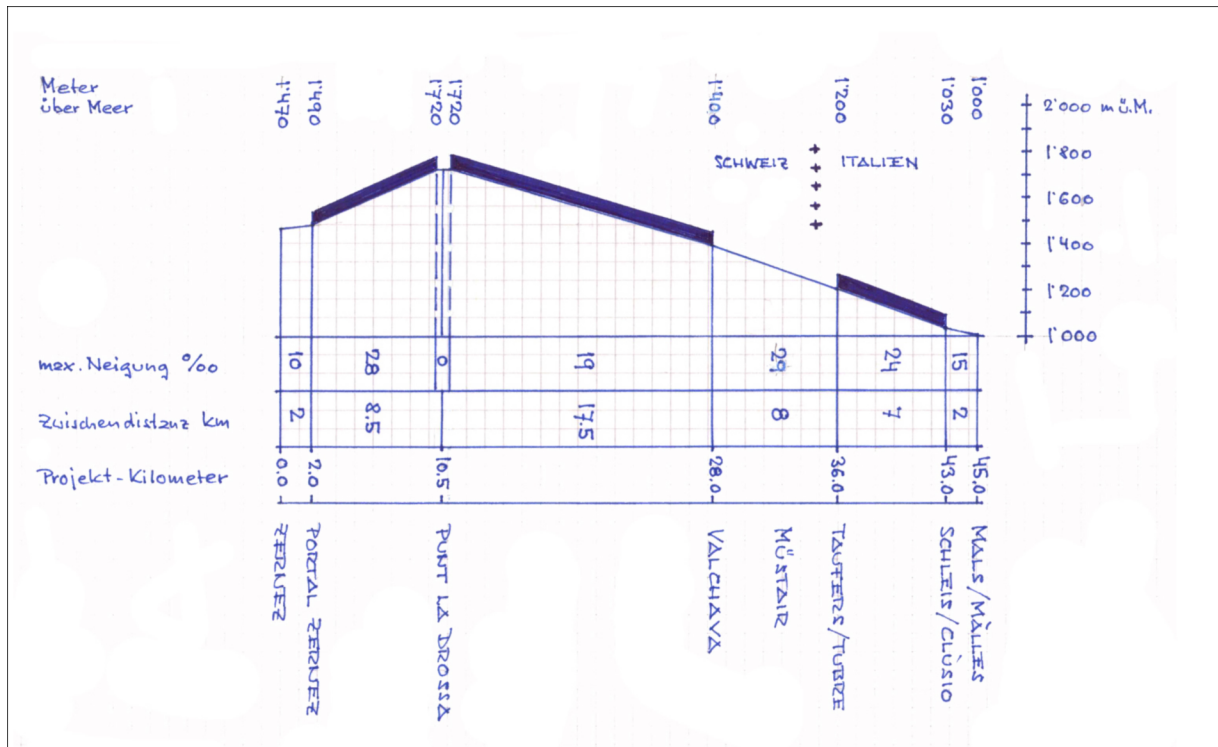 Meter
über Meer
1'470
1'490
1'720
1'720
1'400
1'200
1'030
1'000
2'000 m ü.M.
1'800
1'600
1'400
1'200
1'000
SCHWEIZ
ITALIEN
max. Neigung ‰
10
28
0
19
29
24
15
Zwischendistanz km
2
8.5
17.5
8
7
2
Projekt-Kilometer
0.0
2.0
10.5
28.0
36.0
43.0
45.0
ZERNEZ
PORTAL ZERNEZ
PUNT LA DROSSA
VALCHAVA
MÜSTAIR
TAUFERS/TUBRE
SCHLEIS/CLÙSIO
MALS/MÀLLES